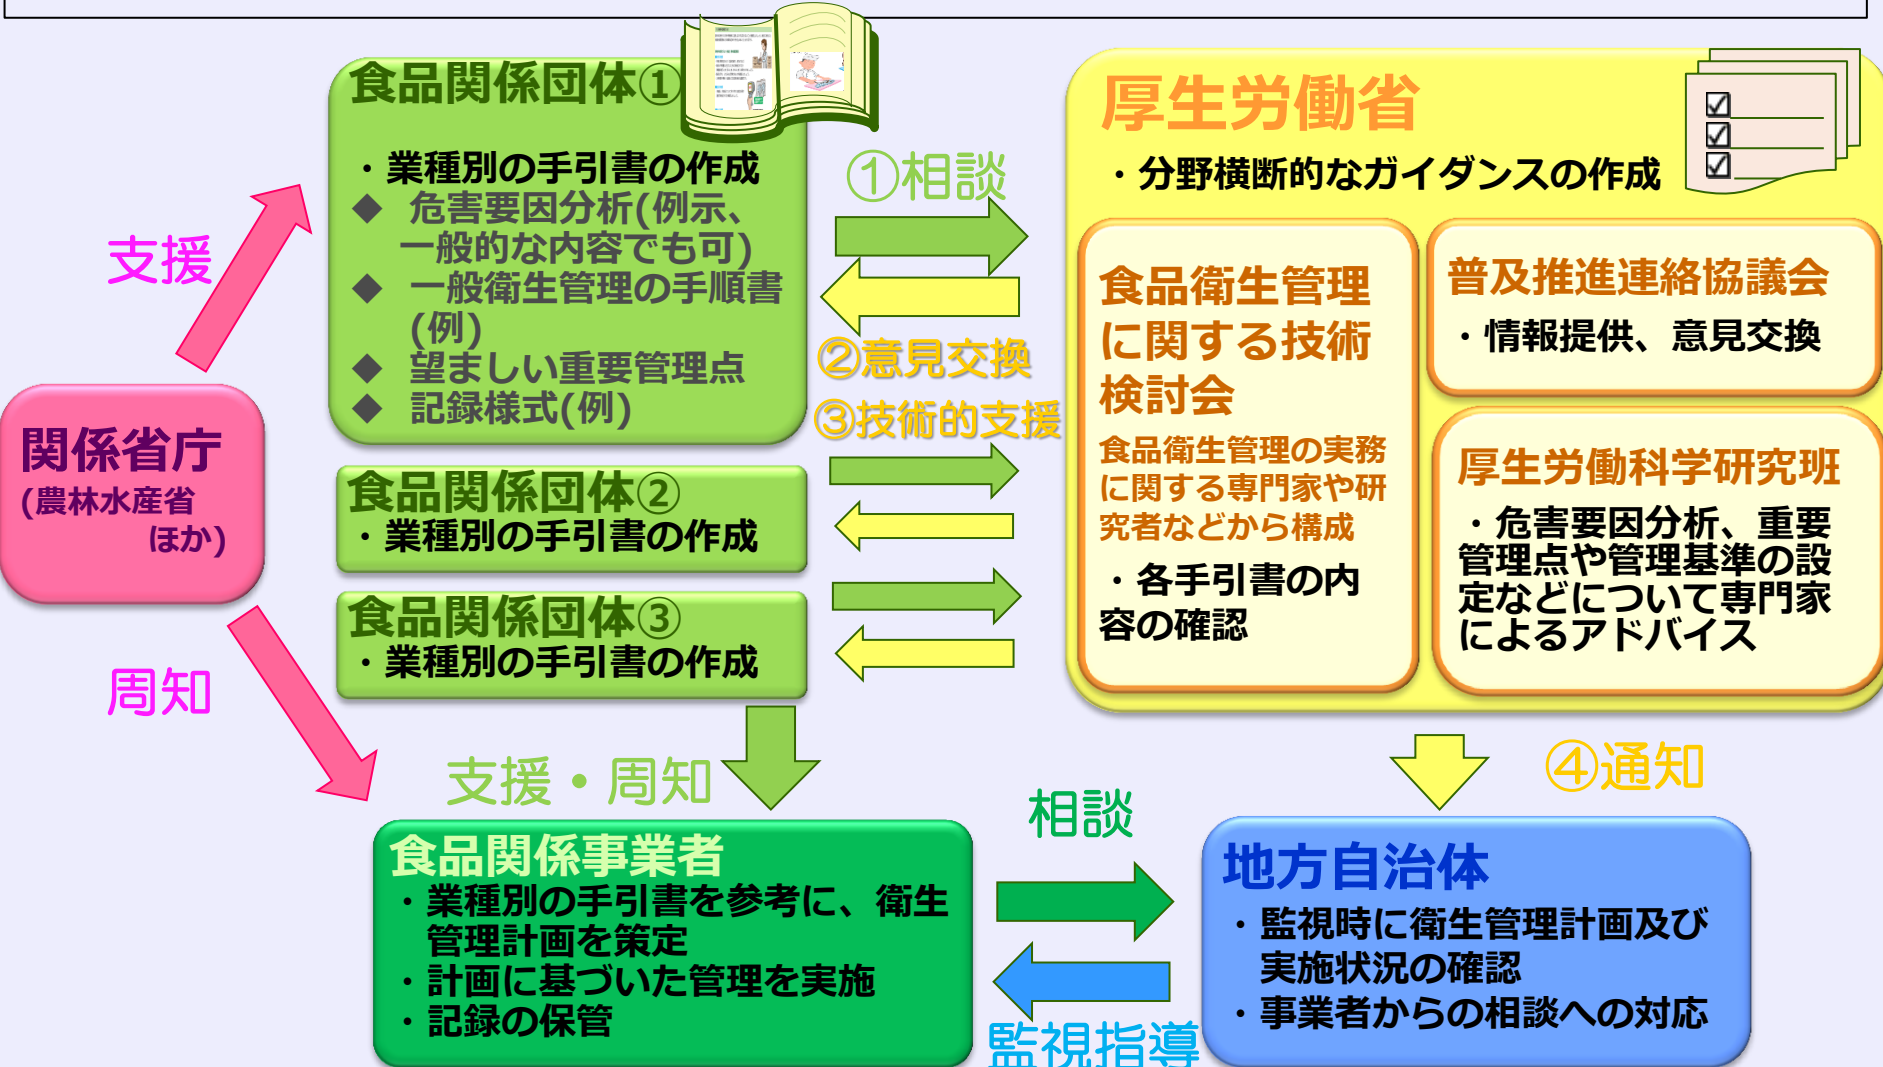 食品関係団体①
・業種別の手引書の作成
◆ 危害要因分析(例示、
一般的な内容でも可)
◆ 一般衛生管理の手順書
(例)
◆ 望ましい重要管理点
◆ 記録様式(例)
食品関係団体②
・業種別の手引書の作成
食品関係団体③
・業種別の手引書の作成
支援
関係省庁
(農林水産省
ほか)
周知
①相談
②意見交換
③技術的支援
厚生労働省
・分野横断的なガイダンスの作成
食品衛生管理
に関する技術
検討会
食品衛生管理の実務
に関する専門家や研
究者などから構成
・各手引書の内
容の確認
普及推進連絡協議会
・情報提供、意見交換
厚生労働科学研究班
・危害要因分析、重要
管理点や管理基準の設
定などについて専門家
によるアドバイス
支援・周知
④通知
食品関係事業者
・業種別の手引書を参考に、衛生
管理計画を策定
・計画に基づいた管理を実施
・記録の保管
相談
監視指導
地方自治体
・監視時に衛生管理計画及び
実施状況の確認
・事業者からの相談への対応